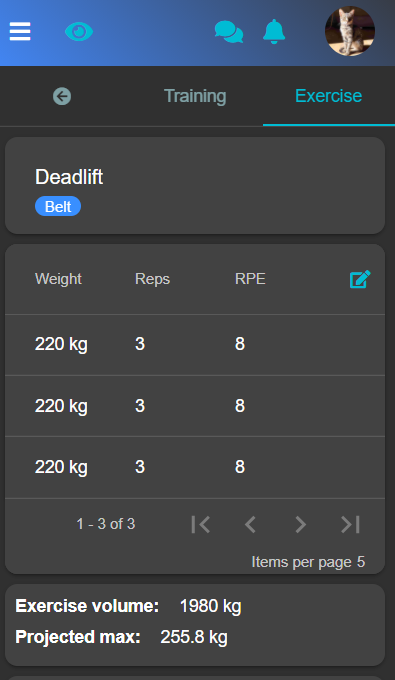 Training Exercise
Deadlift
Belt
Weight Reps RPE
220 kg 3 8
220 kg 3 8
220 kg 3 8
1 - 3 of 3
Items per page 5
Exercise volume: 1980 kg
Projected max: 255.8 kg